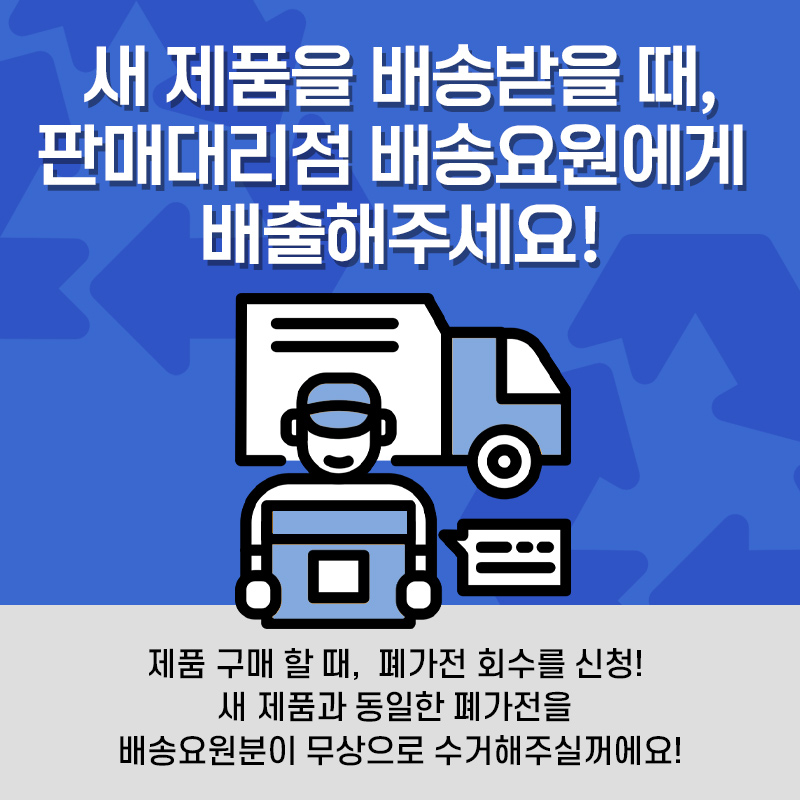 새 제품을 배송받을 때,
판매대리점 배송요원에게
배출해주세요!
제품 구매 할 때, 폐가전 회수를 신청!
새 제품과 동일한 폐가전을
배송요원분이 무상으로 수거해주실꺼에요!